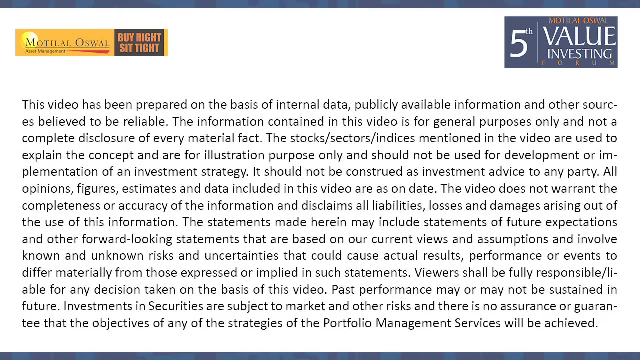 MOTILAL OSWAL
Asset Management
BUY RIGHT
SIT TIGHT
MOTILAL OSWAL
5th VALUE
INVESTING
FORUM
This video has been prepared on the basis of internal data, publicly available information and other sourc-
es believed to be reliable. The information contained in this video is for general purposes only and not a
complete disclosure of every material fact. The stocks/sectors/indices mentioned in the video are used to
explain the concept and are for illustration purpose only and should not be used for development or im-
plementation of an investment strategy. It should not be construed as investment advice to any party. All
opinions, figures, estimates and data included in this video are as on date. The video does not warrant the
completeness or accuracy of the information and disclaims all liabilities, losses and damages arising out of
the use of this information. The statements made herein may include statements of future expectations
and other forward-looking statements that are based on our current views and assumptions and involve
known and unknown risks and uncertainties that could cause actual results, performance or events to
differ materially from those expressed or implied in such statements. Viewers shall be fully responsible/li-
able for any decision taken on the basis of this video. Past performance may or may not be sustained in
future. Investments in Securities are subject to market and other risks and there is no assurance or guaran-
tee that the objectives of any of the strategies of the Portfolio Management Services will be achieved.